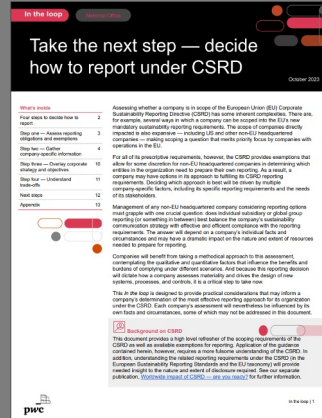 In the loop
National Office
Take the next step — decide
how to report under CSRD
October 2023
What's inside
Four steps to decide how to 2
report
Step one — Assess reporting 3
obligations and exemptions
Step two — Gather 4
company-specific information
Step three — Overlay corporate 10
strategy and objectives
Step four — Understand 11
trade-offs
Next steps 12
Appendix 13
Assessing whether a company is in scope of the European Union (EU) Corporate
Sustainability Reporting Directive (CSRD) has some inherent complexities. There are,
for example, several ways in which a company can be scoped into the EU's new
mandatory sustainability reporting requirements. The scope of companies directly
impacted is also expansive — including US and other non-EU headquartered
companies — making scoping a question that merits priority focus by companies with
operations in the EU.
For all of its prescriptive requirements, however, the CSRD provides exemptions that
allow for some discretion for non-EU headquartered companies in determining which
entities in the organization need to prepare their own reporting. As a result, a
company may have options in its approach to fulfilling its CSRD reporting
requirements. Deciding which approach is best will be driven by multiple
company-specific factors, including its specific reporting requirements and the needs
of its stakeholders.
Management of any non-EU headquartered company considering reporting options
must grapple with one crucial question: does individual subsidiary or global group
reporting (or something in between) best balance the company's sustainability
communication strategy with effective and efficient compliance with the reporting
requirements. The answer will depend on a company's individual facts and
circumstances and may have a dramatic impact on the nature and extent of resources
needed to prepare for reporting.
Companies will benefit from taking a methodical approach to this assessment,
contemplating the qualitative and quantitative factors that influence the benefits and
burdens of complying under different scenarios. And because this reporting decision
will dictate how a company assesses materiality and drives the design of new
systems, processes, and controls, it is a critical step to take now.
This In the loop is designed to provide practical considerations that may inform a
company's determination of the most effective reporting approach for its organization
under the CSRD. Each company's assessment will nevertheless be influenced by its
own facts and circumstances, some of which may not be addressed in this document.
Background on CSRD
This document provides a high level refresher of the scoping requirements of the
CSRD as well as available exemptions for reporting. Application of the guidance
contained herein, however, requires a more fulsome understanding of the CSRD. In
addition, understanding the related reporting requirements under the CSRD (in the
European Sustainability Reporting Standards and the EU taxonomy) will provide
needed insight to the nature and extent of disclosure required. See our separate
publication, Worldwide impact of CSRD — are you ready? for further information.
pwc
In the loop | 1